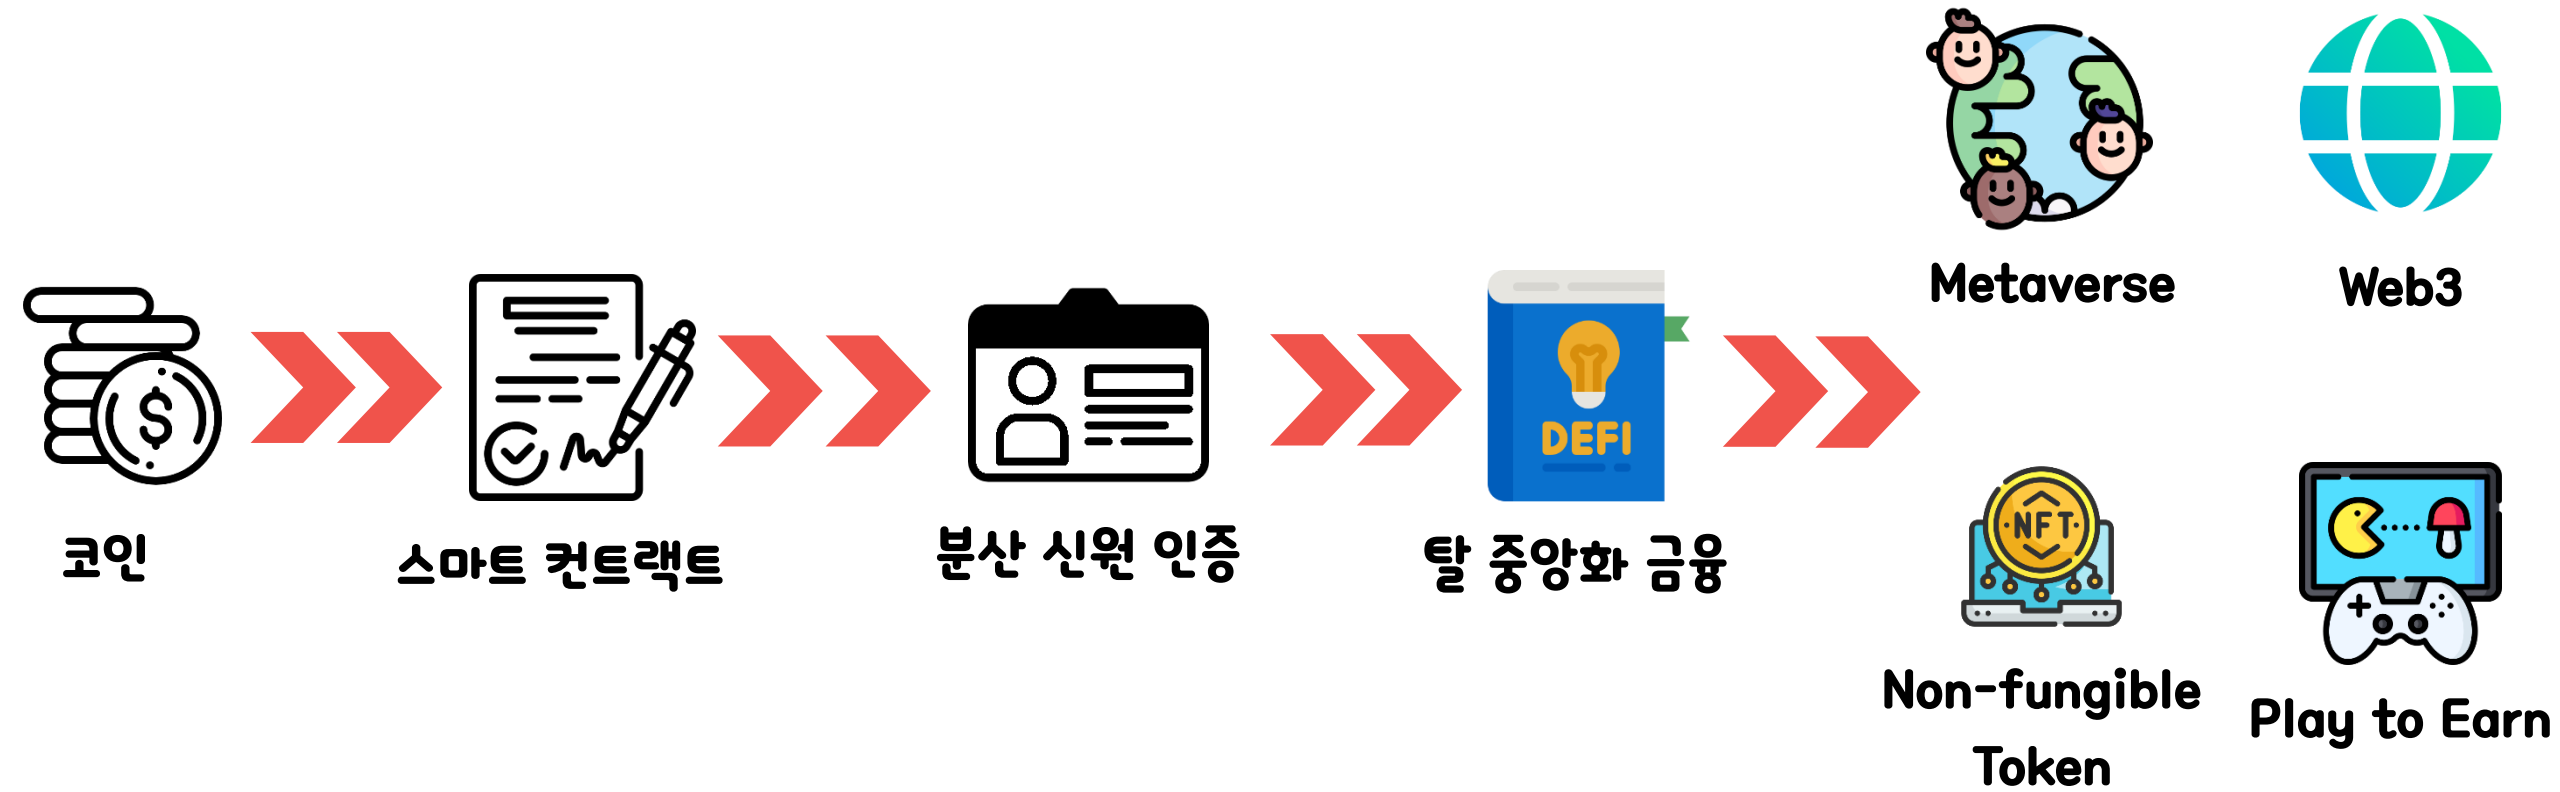 코인
스마트 컨트랙트
분산 신원 인증
DEFI
탈 중앙화 금융
Metaverse
Web3
NFT
Non-fungible
Token
Play to Earn